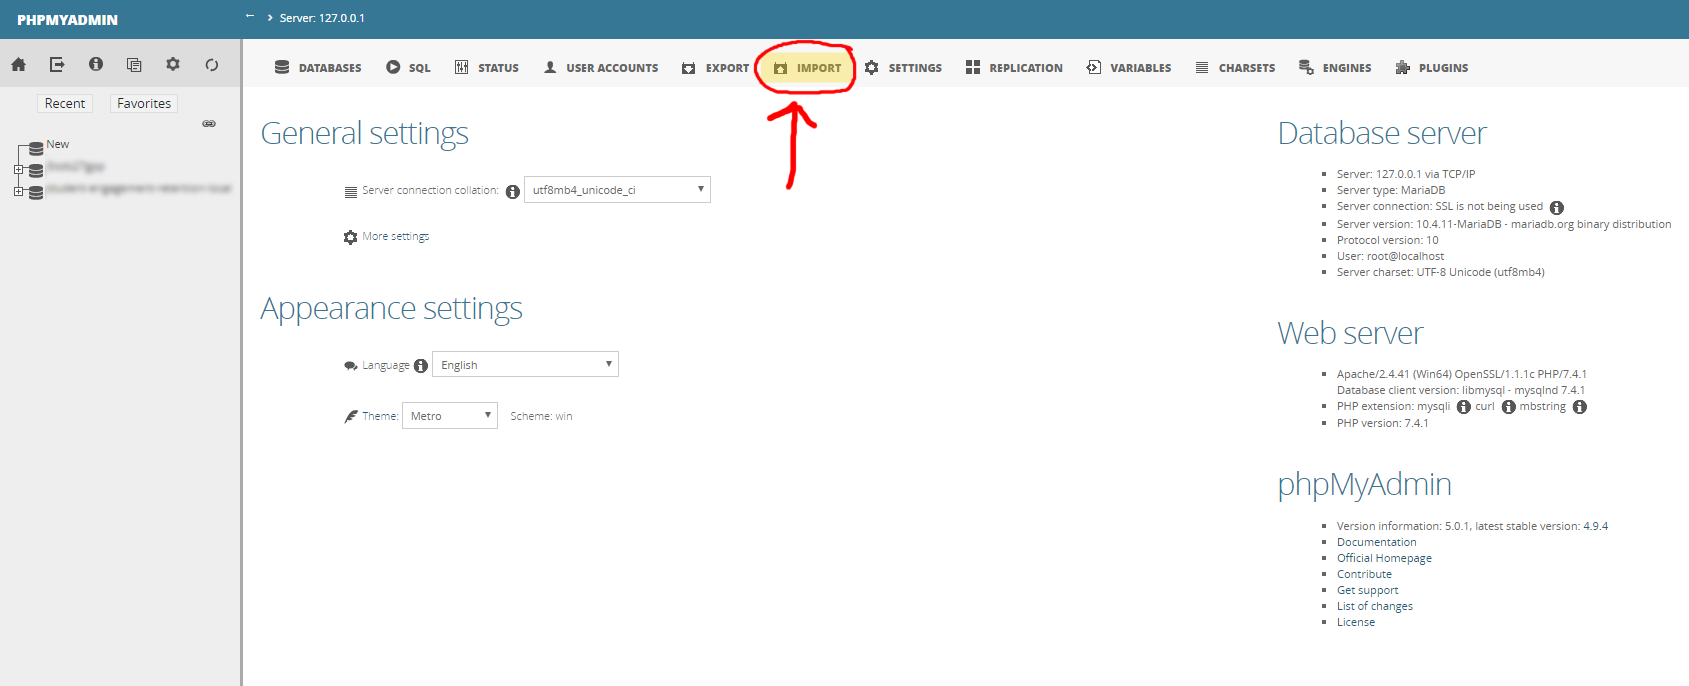 PHPMYADMIN
← › Server: 127.0.0.1
DATABASES SQL STATUS USER ACCOUNTS EXPORT IMPORT SETTINGS REPLICATION VARIABLES CHARSETS ENGINES PLUGINS
Recent Favorites
New
General settings
Server connection collation: utf8mb4_unicode_ci
More settings
Appearance settings
Language English
Theme: Metro Scheme: win
Database server
Server: 127.0.0.1 via TCP/IP
Server type: MariaDB
Server connection: SSL is not being used
Server version: 10.4.11-MariaDB - mariadb.org binary distribution
Protocol version: 10
User: root@localhost
Server charset: UTF-8 Unicode (utf8mb4)
Web server
Apache/2.4.41 (Win64) OpenSSL/1.1.1c PHP/7.4.1
Database client version: libmysql - mysqlnd 7.4.1
PHP extension: mysqli curl mbstring
PHP version: 7.4.1
phpMyAdmin
Version information: 5.0.1, latest stable version: 4.9.4
Documentation
Official Homepage
Contribute
Get support
List of changes
License